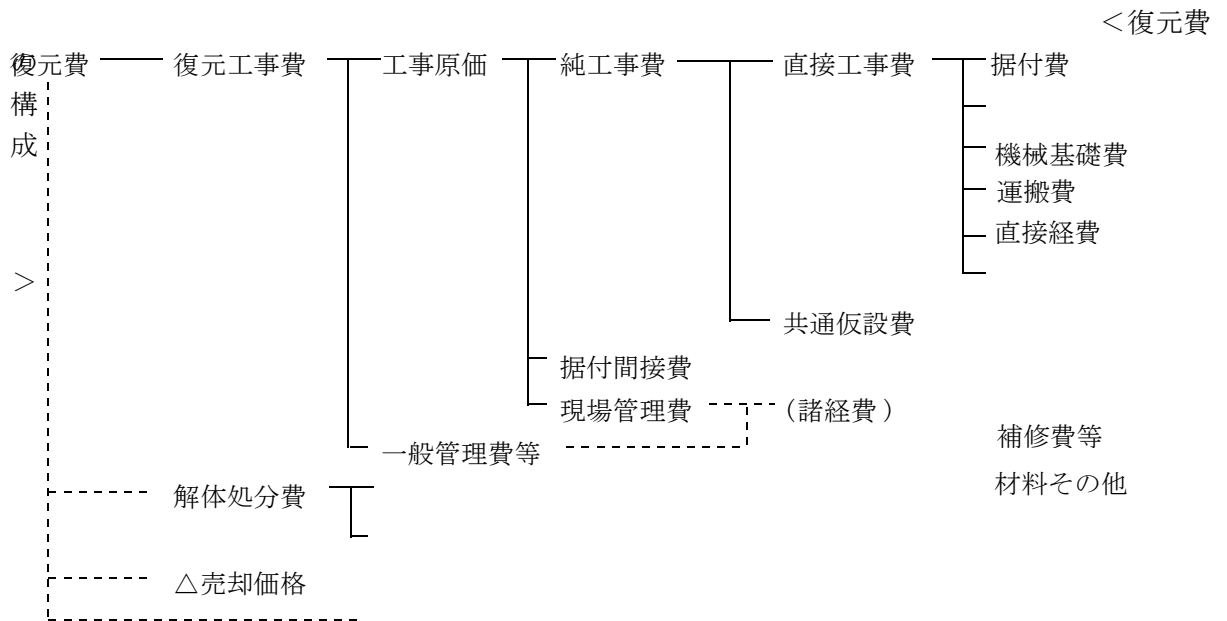 ＜復元費
の
構
成
＞
復元費 復元工事費 工事原価 純工事費 直接工事費 据付費
機械基礎費
運搬費
直接経費
共通仮設費
据付間接費
現場管理費 （諸経費）
一般管理費等
補修費等
材料その他
解体処分費
△売却価格